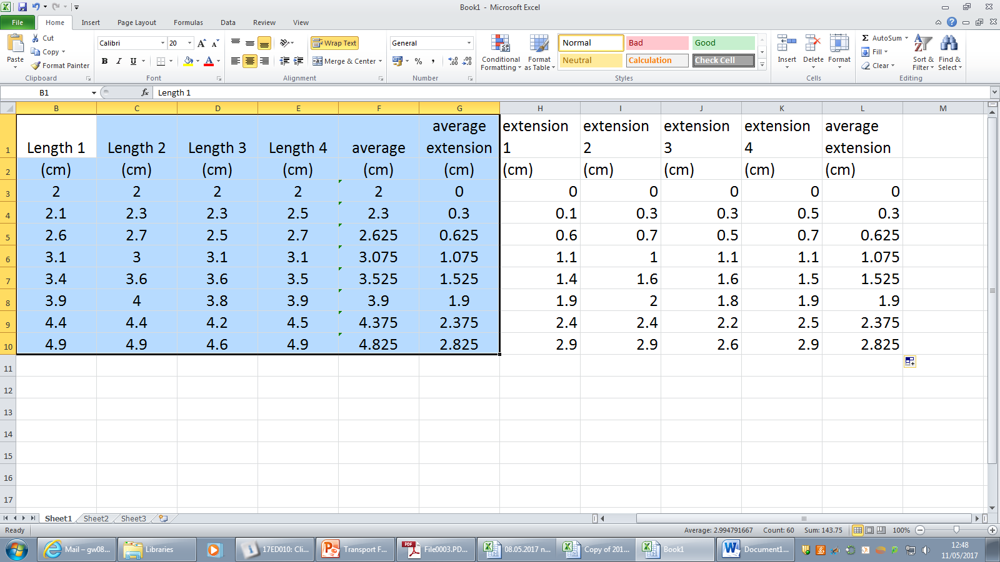 Book1 - Microsoft Excel
File Home Insert Page Layout Formulas Data Review View
Paste
Cut
Copy
Format Painter
Clipboard
Calibri 20
B I U
Font
Wrap Text
Merge & Center
Alignment
General
Number
Conditional Formatting
Format as Table
Normal Bad Good
Neutral Calculation Check Cell
Styles
Insert Delete Format
Cells
AutoSum
Fill
Clear
Sort & Filter
Find & Select
Editing
B1 fx Length 1
B C D E F G H I J K L M
1 Length 1 Length 2 Length 3 Length 4 average average extension extension 1 extension 2 extension 3 extension 4 average extension
2 (cm) (cm) (cm) (cm) (cm) (cm) (cm) (cm) (cm) (cm) (cm)
3 2 2 2 2 2 0 0 0 0 0 0
4 2.1 2.3 2.3 2.5 2.3 0.3 0.1 0.3 0.3 0.5 0.3
5 2.6 2.7 2.5 2.7 2.625 0.625 0.6 0.7 0.5 0.7 0.625
6 3.1 3 3.1 3.1 3.075 1.075 1.1 1 1.1 1.1 1.075
7 3.4 3.6 3.6 3.5 3.525 1.525 1.4 1.6 1.6 1.5 1.525
8 3.9 4 3.8 3.9 3.9 1.9 1.9 2 1.8 1.9 1.9
9 4.4 4.4 4.2 4.5 4.375 2.375 2.4 2.4 2.2 2.5 2.375
10 4.9 4.9 4.6 4.9 4.825 2.825 2.9 2.9 2.6 2.9 2.825
11
12
13
14
15
16
17
Sheet1 Sheet2 Sheet3
Ready Average: 2.994791667 Count: 60 Sum: 143.75 100%
Mail – gw08... Libraries 17ED010: Cli... Transport F... File0003.PD... 08.05.2017 n... Copy of 201... Book1 Document1... 12:48
11/05/2017